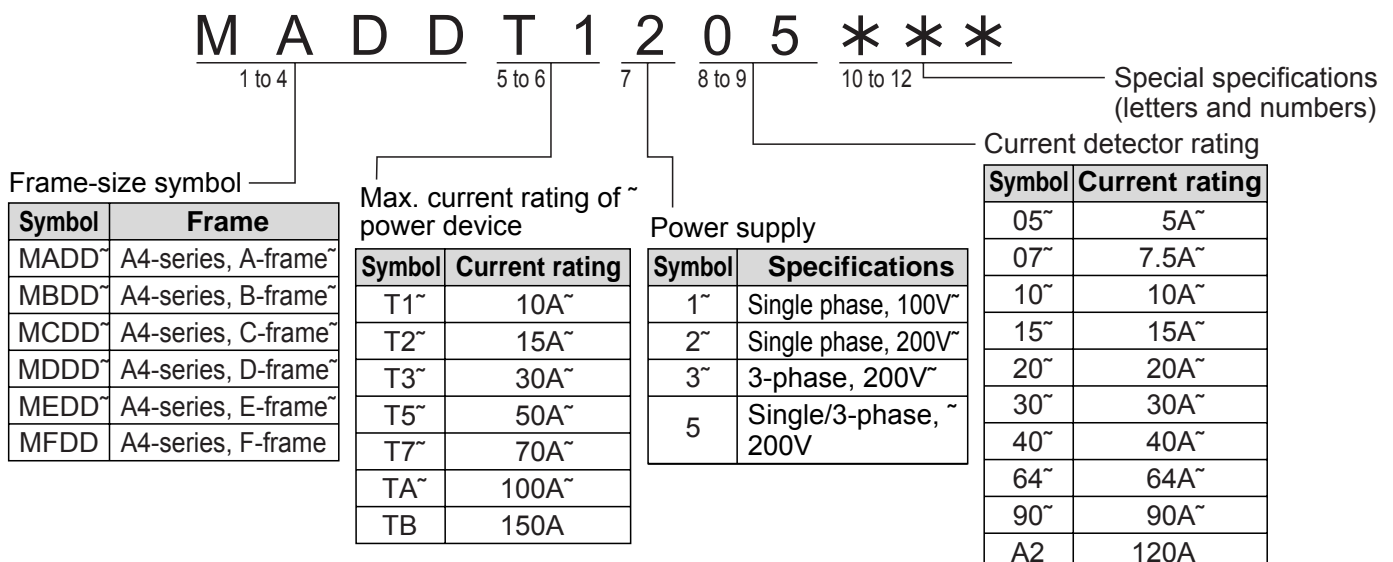 M A D D T 1 2 0 5 * * *
1 to 4 5 to 6 7 8 to 9 10 to 12
Special specifications
(letters and numbers)
Frame-size symbol
Symbol Frame
MADD˜ A4-series, A-frame˜
MBDD˜ A4-series, B-frame˜
MCDD˜ A4-series, C-frame˜
MDDD˜ A4-series, D-frame˜
MEDD˜ A4-series, E-frame˜
MFDD A4-series, F-frame
Max. current rating of ˜
power device
Symbol Current rating
T1˜ 10A˜
T2˜ 15A˜
T3˜ 30A˜
T5˜ 50A˜
T7˜ 70A˜
TA˜ 100A˜
TB 150A
Power supply
Symbol Specifications
1˜ Single phase, 100V˜
2˜ Single phase, 200V˜
3˜ 3-phase, 200V˜
5 Single/3-phase, ˜
200V
Current detector rating
Symbol Current rating
05˜ 5A˜
07˜ 7.5A˜
10˜ 10A˜
15˜ 15A˜
20˜ 20A˜
30˜ 30A˜
40˜ 40A˜
64˜ 64A˜
90˜ 90A˜
A2 120A